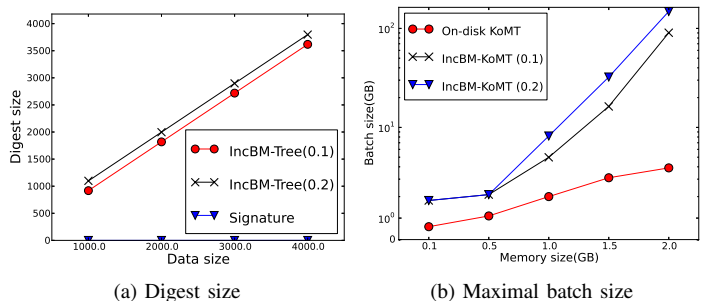 4000
3500
3000
2500
2000
1500
1000
500
0
Digest size
1000.0 2000.0 3000.0 4000.0
Data size
IncBM-Tree(0.1)
IncBM-Tree(0.2)
Signature
(a) Digest size
10²
10¹
10⁰
0
Batch size(GB)
0.1 0.5 1.0 1.5 2.0
Memory size(GB)
On-disk KoMT
IncBM-KoMT (0.1)
IncBM-KoMT (0.2)
(b) Maximal batch size